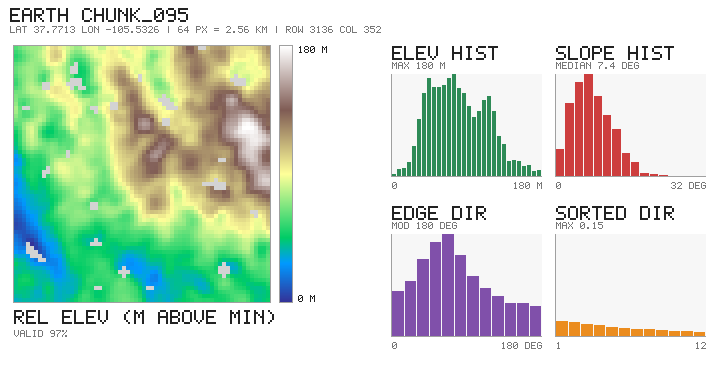 EARTH CHUNK_095
LAT 37.7713 LON -105.5326 | 64 PX = 2.56 KM | ROW 3136 COL 352
180 M
0 M
REL ELEV (M ABOVE MIN)
VALID 97%
ELEV HIST
MAX 180 M
0 180 M
SLOPE HIST
MEDIAN 7.4 DEG
0 32 DEG
EDGE DIR
MOD 180 DEG
0 180 DEG
SORTED DIR
MAX 0.15
1 12